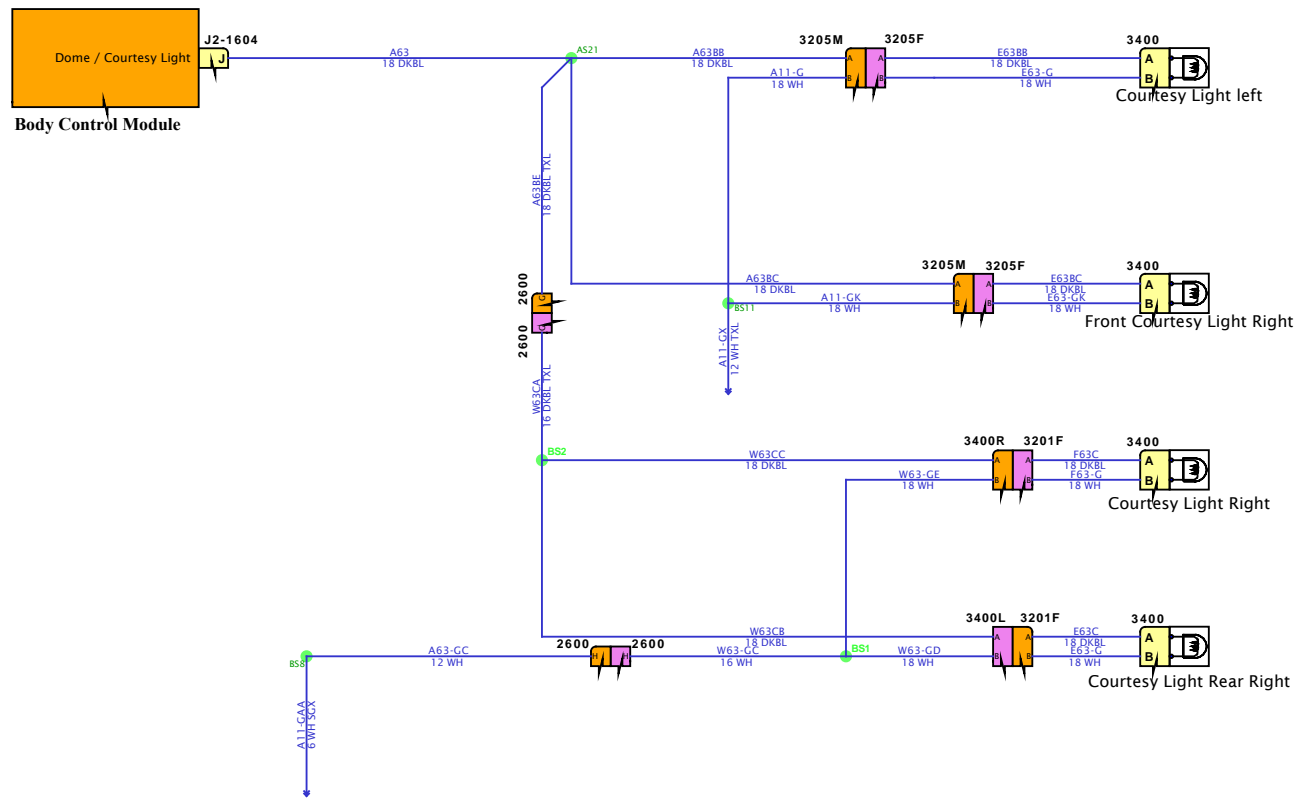 J2-1604
Dome / Courtesy Light
J
Body Control Module
A63
18 DKBL
AS21
A63BB
18 DKBL
3205M
3205F
A
A
B
B
E63BB
18 DKBL
3400
A
B
A11-G
18 WH
E63-G
18 WH
Courtesy Light left
A63BE
18 DKBL TXL
2600
G
G
2600
W63CA
16 DKBL TXL
A63BC
18 DKBL
3205M
3205F
A
A
B
B
E63BC
18 DKBL
3400
A
B
A11-GK
18 WH
E63-GK
18 WH
BS11
Front Courtesy Light Right
A11-GX
12 WH TXL
BS2
W63CC
18 DKBL
3400R
3201F
A
A
B
B
F63C
18 DKBL
3400
A
B
W63-GE
18 WH
F63-G
18 WH
Courtesy Light Right
W63CB
18 DKBL
3400L
3201F
A
A
B
B
E63C
18 DKBL
3400
A
B
BS8
A63-GC
12 WH
2600
H
H
2600
W63-GC
16 WH
BS1
W63-GD
18 WH
E63-G
18 WH
Courtesy Light Rear Right
A11-GAA
6 WH SGX